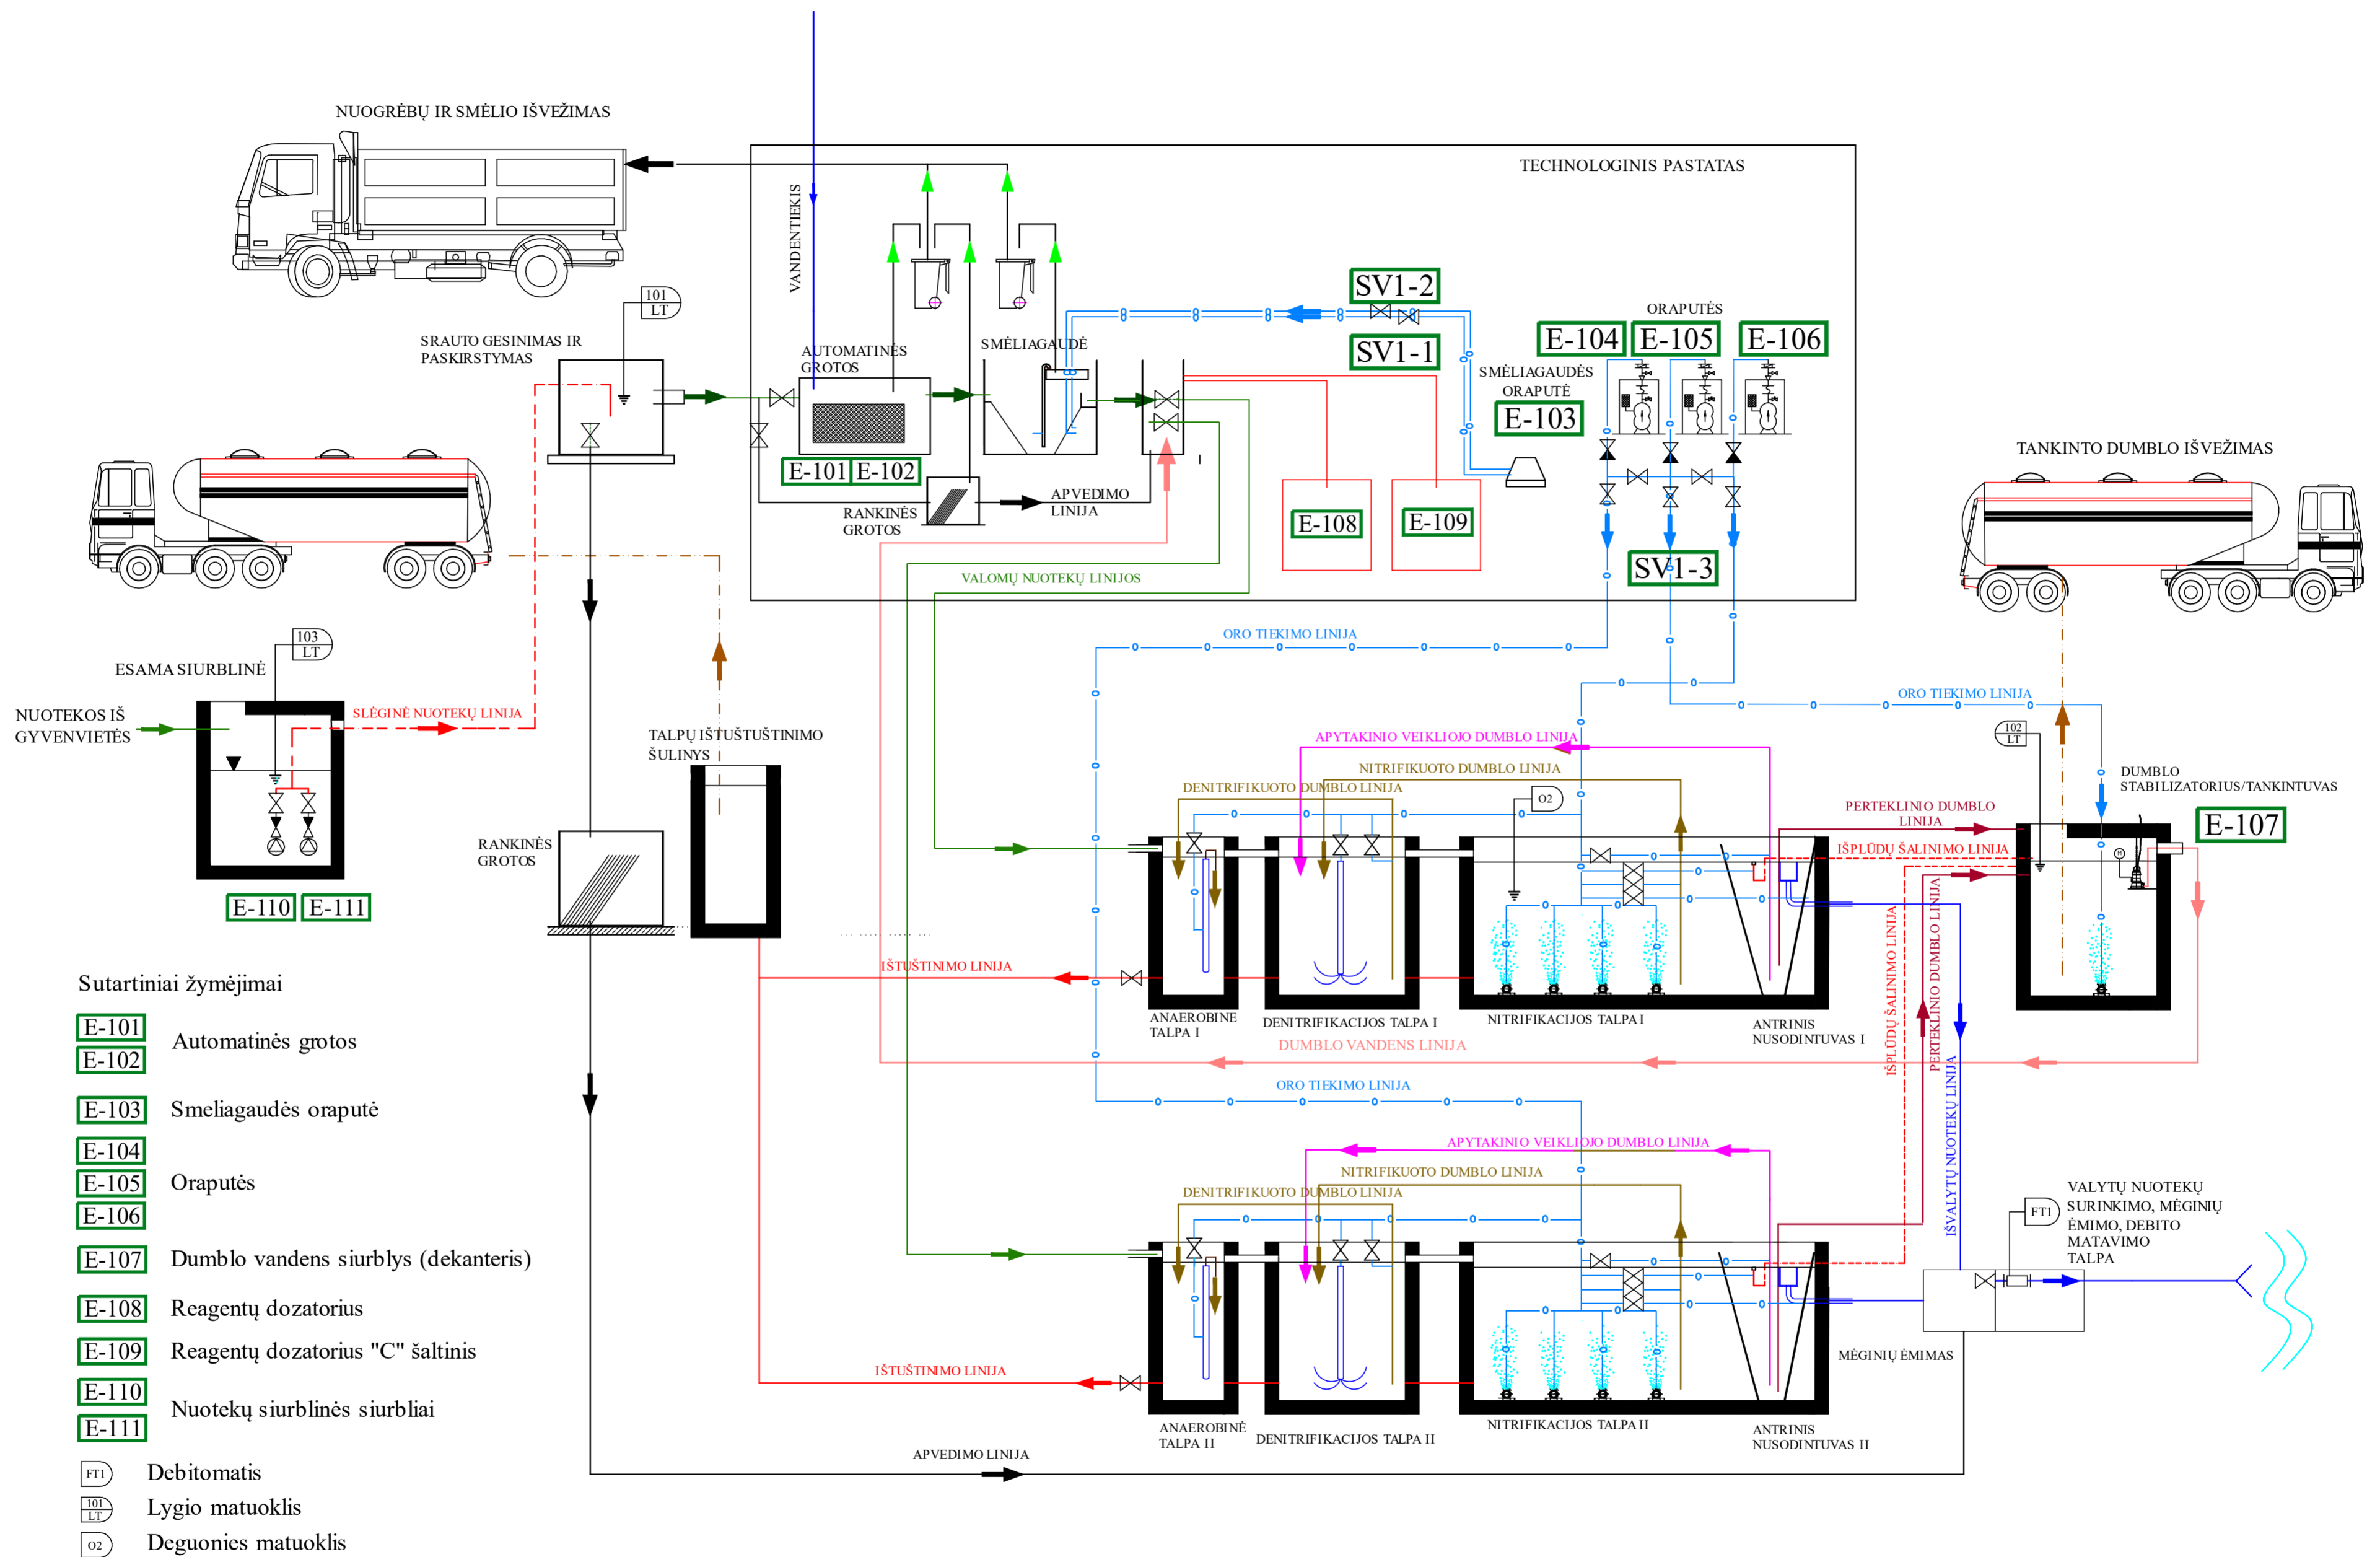 NUOGRĖBŲ IR SMĖLIO IŠVEŽIMAS
VANDENTIEKIS
TECHNOLOGINIS PASTATAS
101
LT
SRAUTO GESINIMAS IR
PASKIRSTYMAS
AUTOMATINĖS
GROTOS
SMĖLIAGAUDĖ
SV1-2
SV1-1
ORAPUTĖS
E-104
E-105
E-106
SMĖLIAGAUDĖS
ORAPUTĖ
E-103
E-101
E-102
RANKINĖS
GROTOS
APVEDIMO
LINIJA
E-108
E-109
SV1-3
VALOMŲ NUOTEKŲ LINIJOS
TANKINTO DUMBLO IŠVEŽIMAS
103
LT
ESAMA SIURBLINĖ
NUOTEKOS IŠ
GYVENVIETĖS
SLĖGINĖ NUOTEKŲ LINIJA
E-110
E-111
TALPŲ IŠTUŠTUŠTINIMO
ŠULINYS
RANKINĖS
GROTOS
ORO TIEKIMO LINIJA
ORO TIEKIMO LINIJA
APYTAKINIO VEIKLIOJO DUMBLO LINIJA
NITRIFIKUOTO DUMBLO LINIJA
DENITRIFIKUOTO DUMBLO LINIJA
O2
102
LT
DUMBLO
STABILIZATORIUS/TANKINTUVAS
E-107
PERTEKLINIO DUMBLO
LINIJA
IŠPLŪDŲ ŠALINIMO LINIJA
IŠTUŠTINIMO LINIJA
ANAEROBINE
TALPA I
DENITRIFIKACIJOS TALPA I
NITRIFIKACIJOS TALPA I
ANTRINIS
NUSODINTUVAS I
DUMBLO VANDENS LINIJA
IŠPLŪDŲ ŠALINIMO LINIJA
PERTEKLINIO DUMBLO LINIJA
IŠVALYTŲ NUOTEKŲ LINIJA
ORO TIEKIMO LINIJA
APYTAKINIO VEIKLIOJO DUMBLO LINIJA
NITRIFIKUOTO DUMBLO LINIJA
DENITRIFIKUOTO DUMBLO LINIJA
FT1
VALYTŲ NUOTEKŲ
SURINKIMO, MĖGINIŲ
ĖMIMO, DEBITO
MATAVIMO
TALPA
MĖGINIŲ ĖMIMAS
IŠTUŠTINIMO LINIJA
ANAEROBINĖ
TALPA II
DENITRIFIKACIJOS TALPA II
NITRIFIKACIJOS TALPA II
ANTRINIS
NUSODINTUVAS II
APVEDIMO LINIJA
Sutartiniai žymėjimai
E-101
E-102
Automatinės grotos
E-103
Smeliagaudės oraputė
E-104
E-105
E-106
Oraputės
E-107
Dumblo vandens siurblys (dekanteris)
E-108
Reagentų dozatorius
E-109
Reagentų dozatorius "C" šaltinis
E-110
E-111
Nuotekų siurblinės siurbliai
FT1
Debitomatis
101
LT
Lygio matuoklis
O2
Deguonies matuoklis